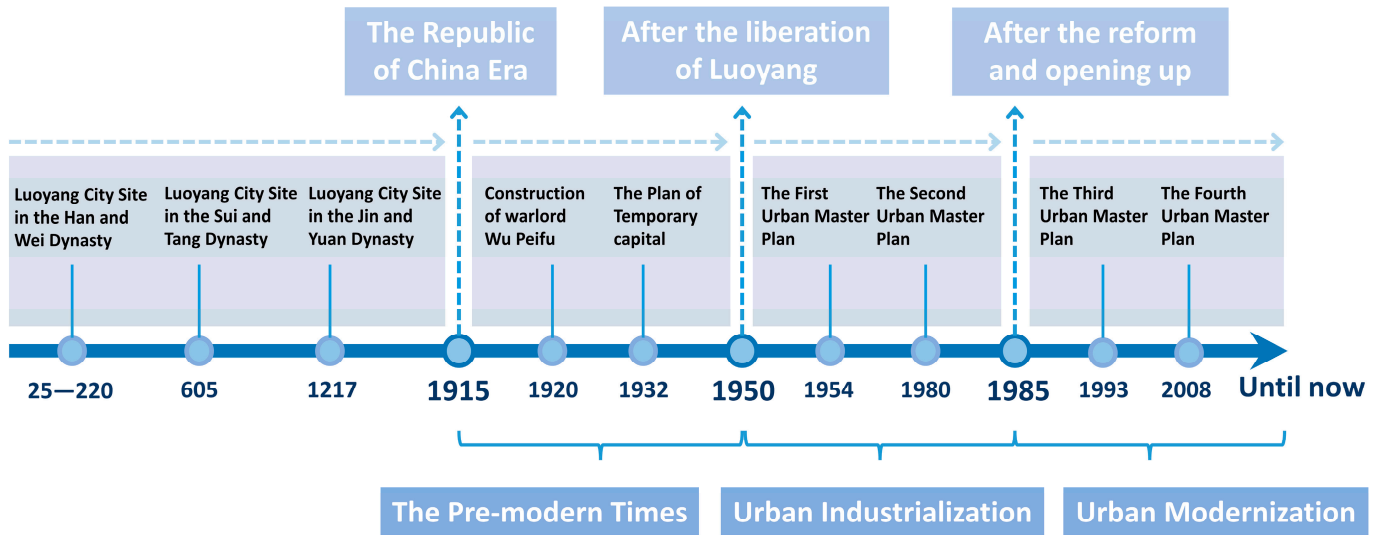 The Republic
of China Era
After the liberation
of Luoyang
After the reform
and opening up
Luoyang City Site
in the Han and
Wei Dynasty
Luoyang City Site
in the Sui and
Tang Dynasty
Luoyang City Site
in the Jin and
Yuan Dynasty
Construction
of warlord
Wu Peifu
The Plan of
Temporary
capital
The First
Urban Master
Plan
The Second
Urban Master
Plan
The Third
Urban Master
Plan
The Fourth
Urban Master
Plan
25—220
605
1217
1915
1920
1932
1950
1954
1980
1985
1993
2008
Until now
The Pre-modern Times
Urban Industrialization
Urban Modernization